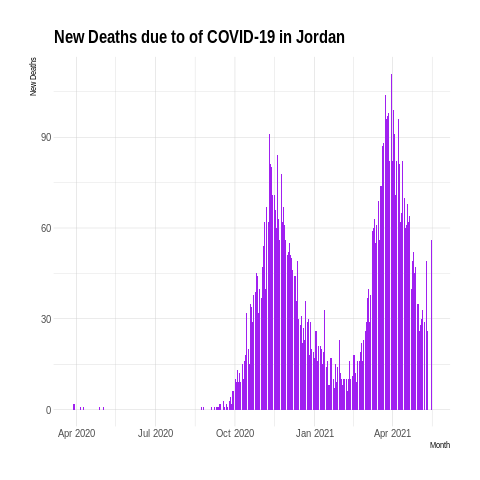 New Deaths due to of COVID-19 in Jordan
New Deaths
90
60
30
0
Apr 2020 Jul 2020 Oct 2020 Jan 2021 Apr 2021
Month